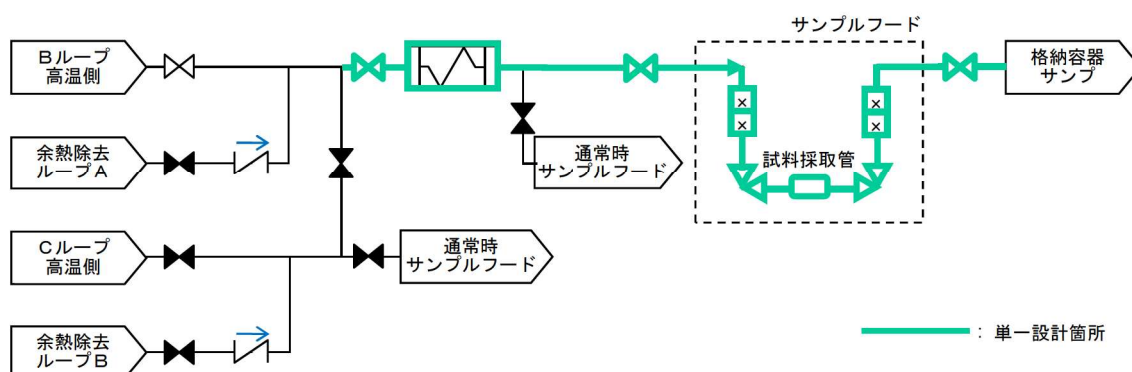 サンプルフード
Bループ
高温側
格納容器
サンプ
余熱除去
ループA
通常時
サンプルフード
試料採取管
Cループ
高温側
通常時
サンプルフード
余熱除去
ループB
: 単一設計箇所